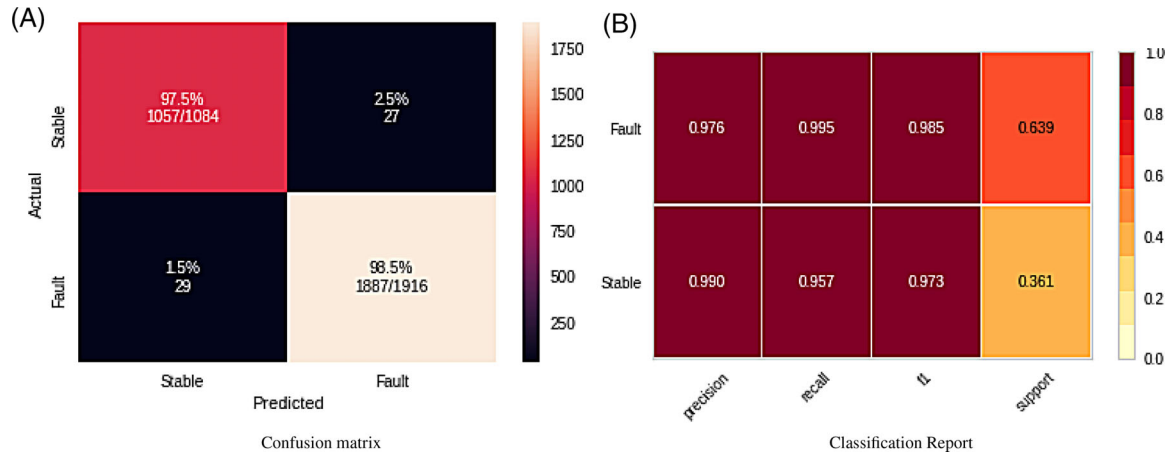 (A)
Actual
Stable
97.5%
1057/1084
2.5%
27
Fault
1.5%
29
98.5%
1887/1916
Stable
Fault
Predicted
1750
1500
1250
1000
750
500
250
Confusion matrix
(B)
Fault
0.976
0.995
0.985
0.639
Stable
0.990
0.957
0.973
0.361
precision
recall
f1
support
1.0
0.8
0.6
0.4
0.2
0.0
Classification Report